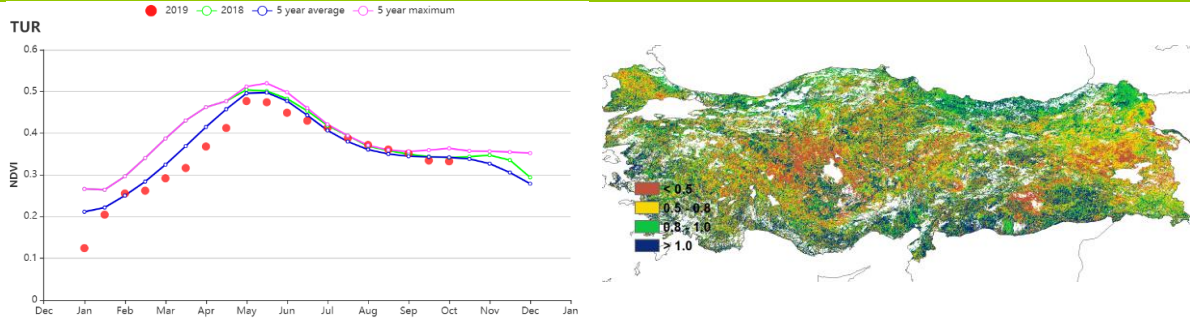 2019 2018 5 year average 5 year maximum
TUR
0.6
0.5
0.4
0.3
0.2
0.1
0
NDVI
Dec Jan Feb Mar Apr May Jun Jul Aug Sep Oct Nov Dec Jan
< 0.5
0.5 - 0.8
0.8 - 1.0
> 1.0